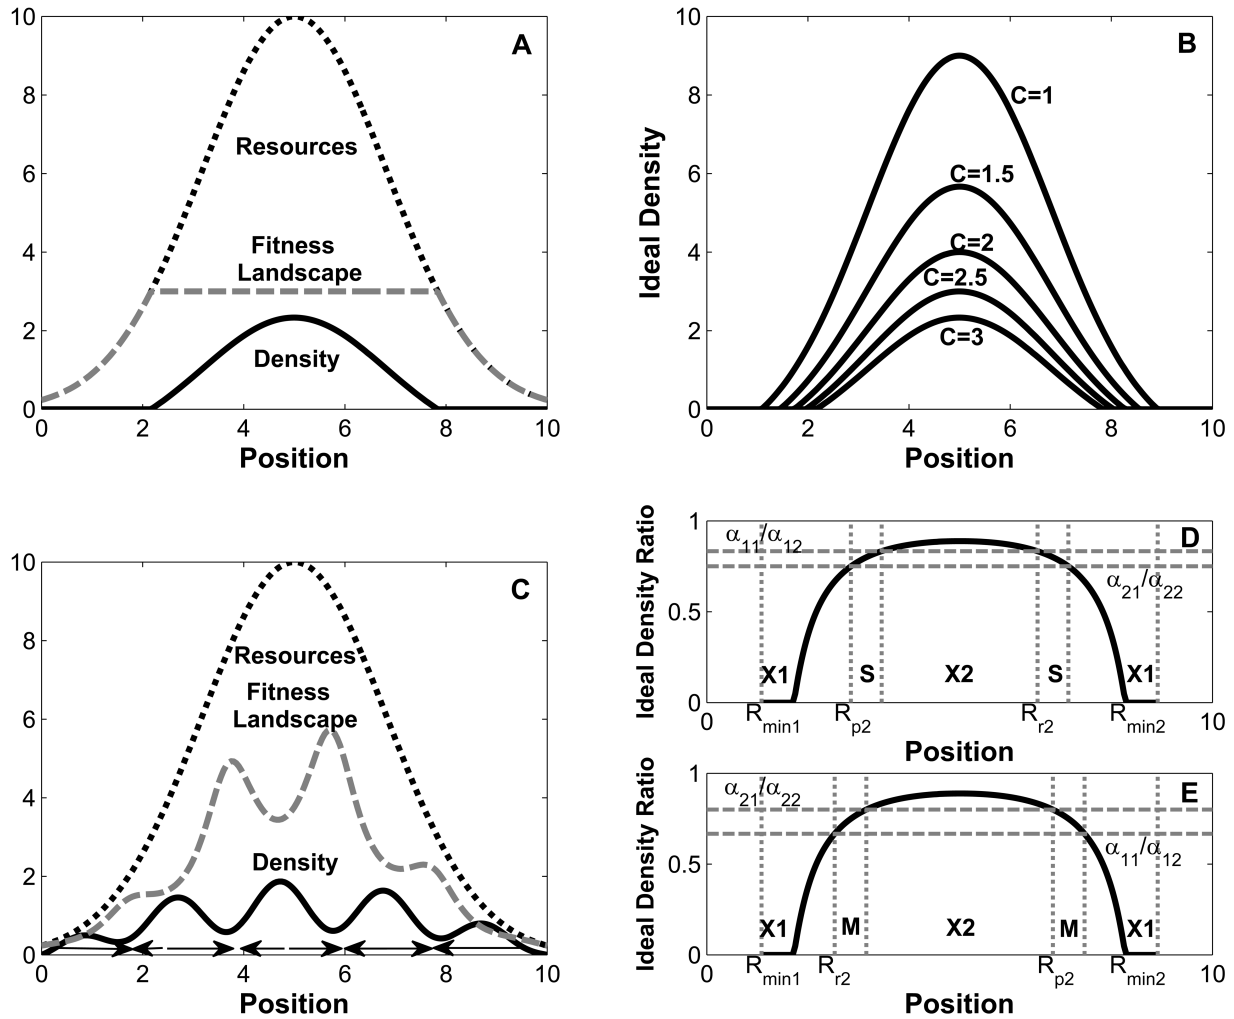 A
10
8
6
4
2
0
Resources
Fitness
Landscape
Density
0 2 4 6 8 10
Position
B
Ideal Density
10
8
6
4
2
0
C=1
C=1.5
C=2
C=2.5
C=3
0 2 4 6 8 10
Position
C
10
8
6
4
2
0
Resources
Fitness
Landscape
Density
0 2 4 6 8 10
Position
D
Ideal Density Ratio
1
0.5
0
α11/α12
α21/α22
X1 S X2 S X1
0 Rmin1 Rp2 Rr2 Rmin2 10
Position
E
Ideal Density Ratio
1
0.5
0
α21/α22
α11/α12
X1 M X2 M X1
0 Rmin1 Rr2 Rp2 Rmin2 10
Position